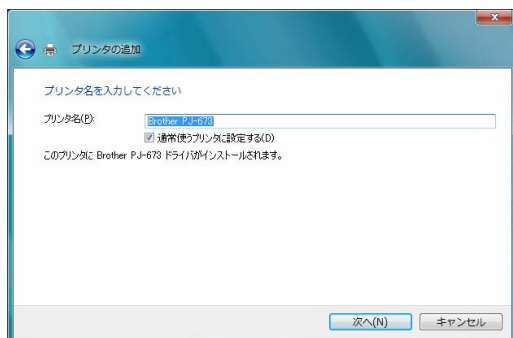 プリンタの追加
プリンタ名を入力してください
プリンタ名(P): Brother PJ-673
通常使うプリンタに設定する(D)
このプリンタに Brother PJ-673 ドライバがインストールされます。
次へ(N) キャンセル